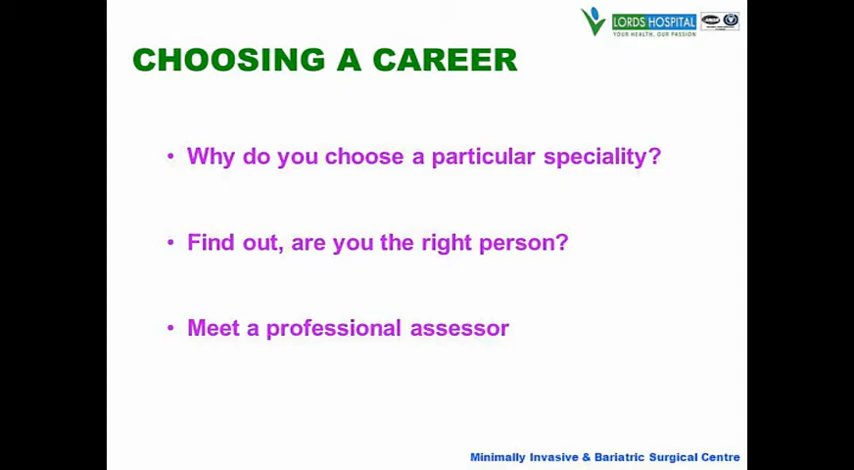 LORDS HOSPITAL
YOUR HEALTH, OUR PASSION
CHOOSING A CAREER
• Why do you choose a particular speciality?
• Find out, are you the right person?
• Meet a professional assessor
Minimally Invasive & Bariatric Surgical Centre